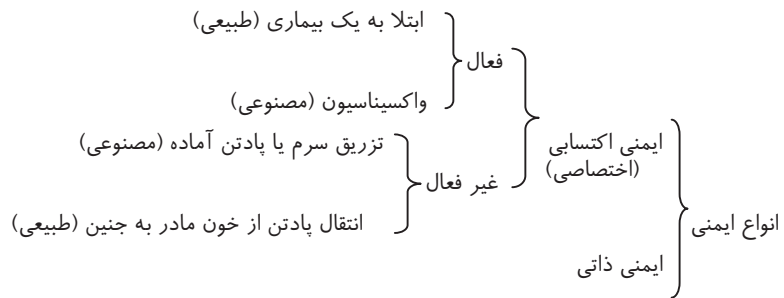 ابتلا به یک بیماری (طبیعی)
فعال
واکسیناسیون (مصنوعی)
تزریق سرم یا پادتن آماده (مصنوعی)
ایمنی اکتسابی
(اختصاصی)
غیر فعال
انتقال پادتن از خون مادر به جنین (طبیعی)
انواع ایمنی
ایمنی ذاتی